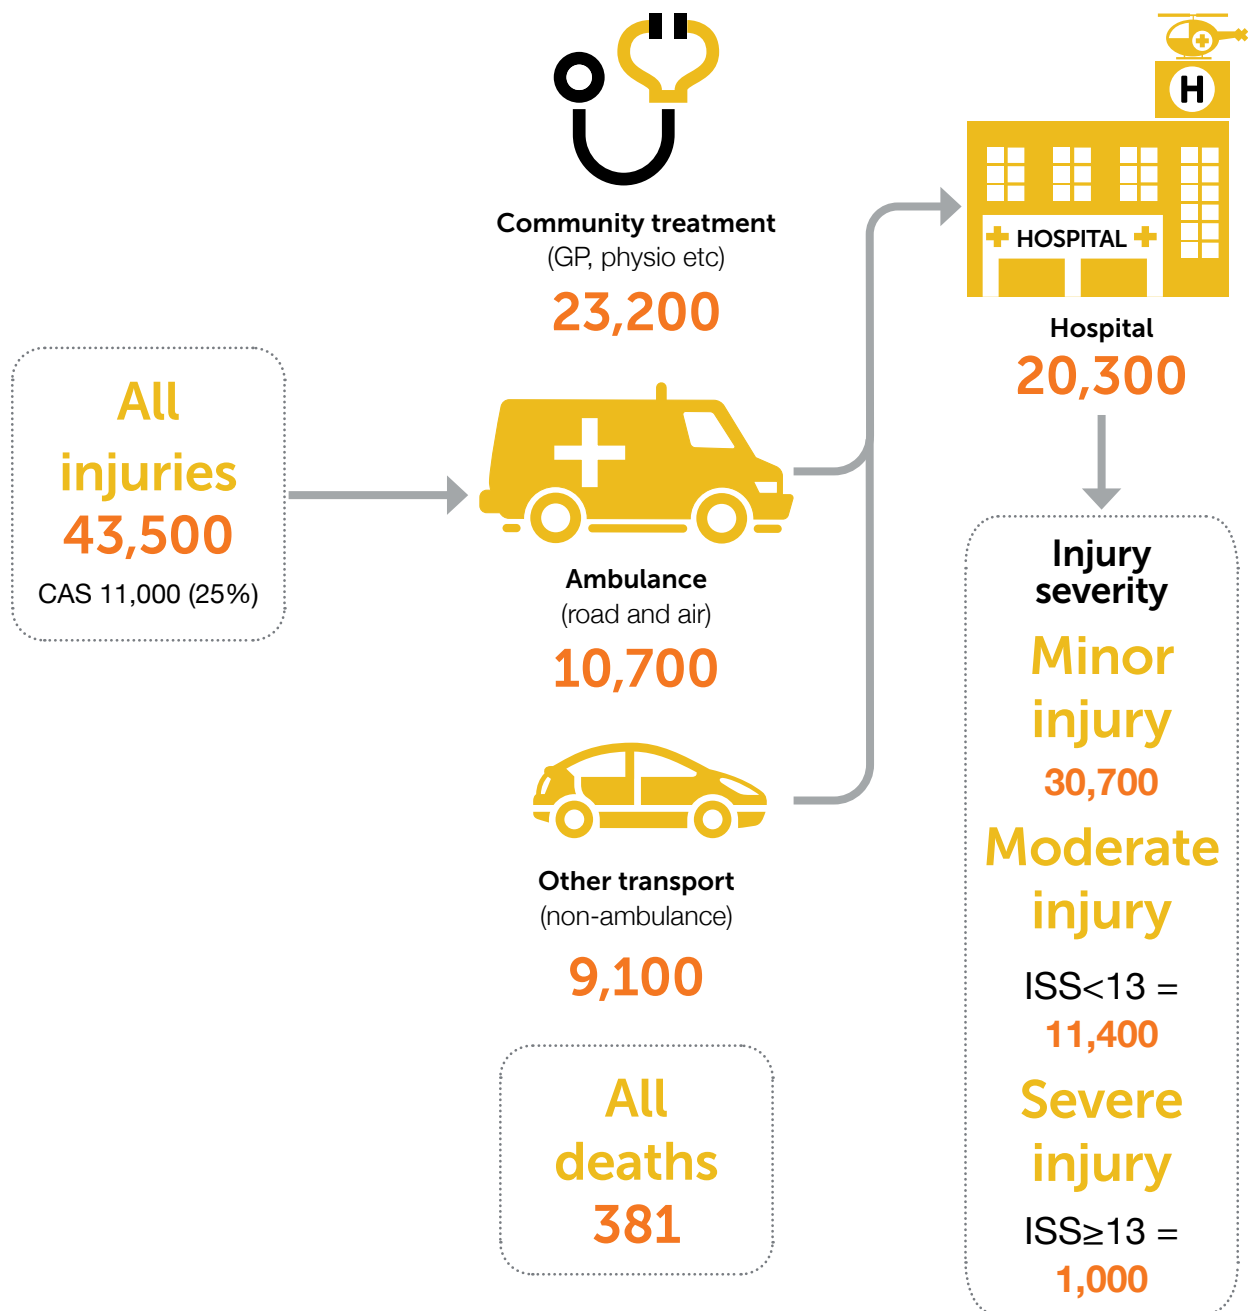 All
injuries
43,500
CAS 11,000 (25%)
Community treatment
(GP, physio etc)
23,200
Ambulance
(road and air)
10,700
Other transport
(non-ambulance)
9,100
All
deaths
381
H
HOSPITAL
Hospital
20,300
Injury
severity
Minor
injury
30,700
Moderate
injury
ISS<13 =
11,400
Severe
injury
ISS≥13 =
1,000